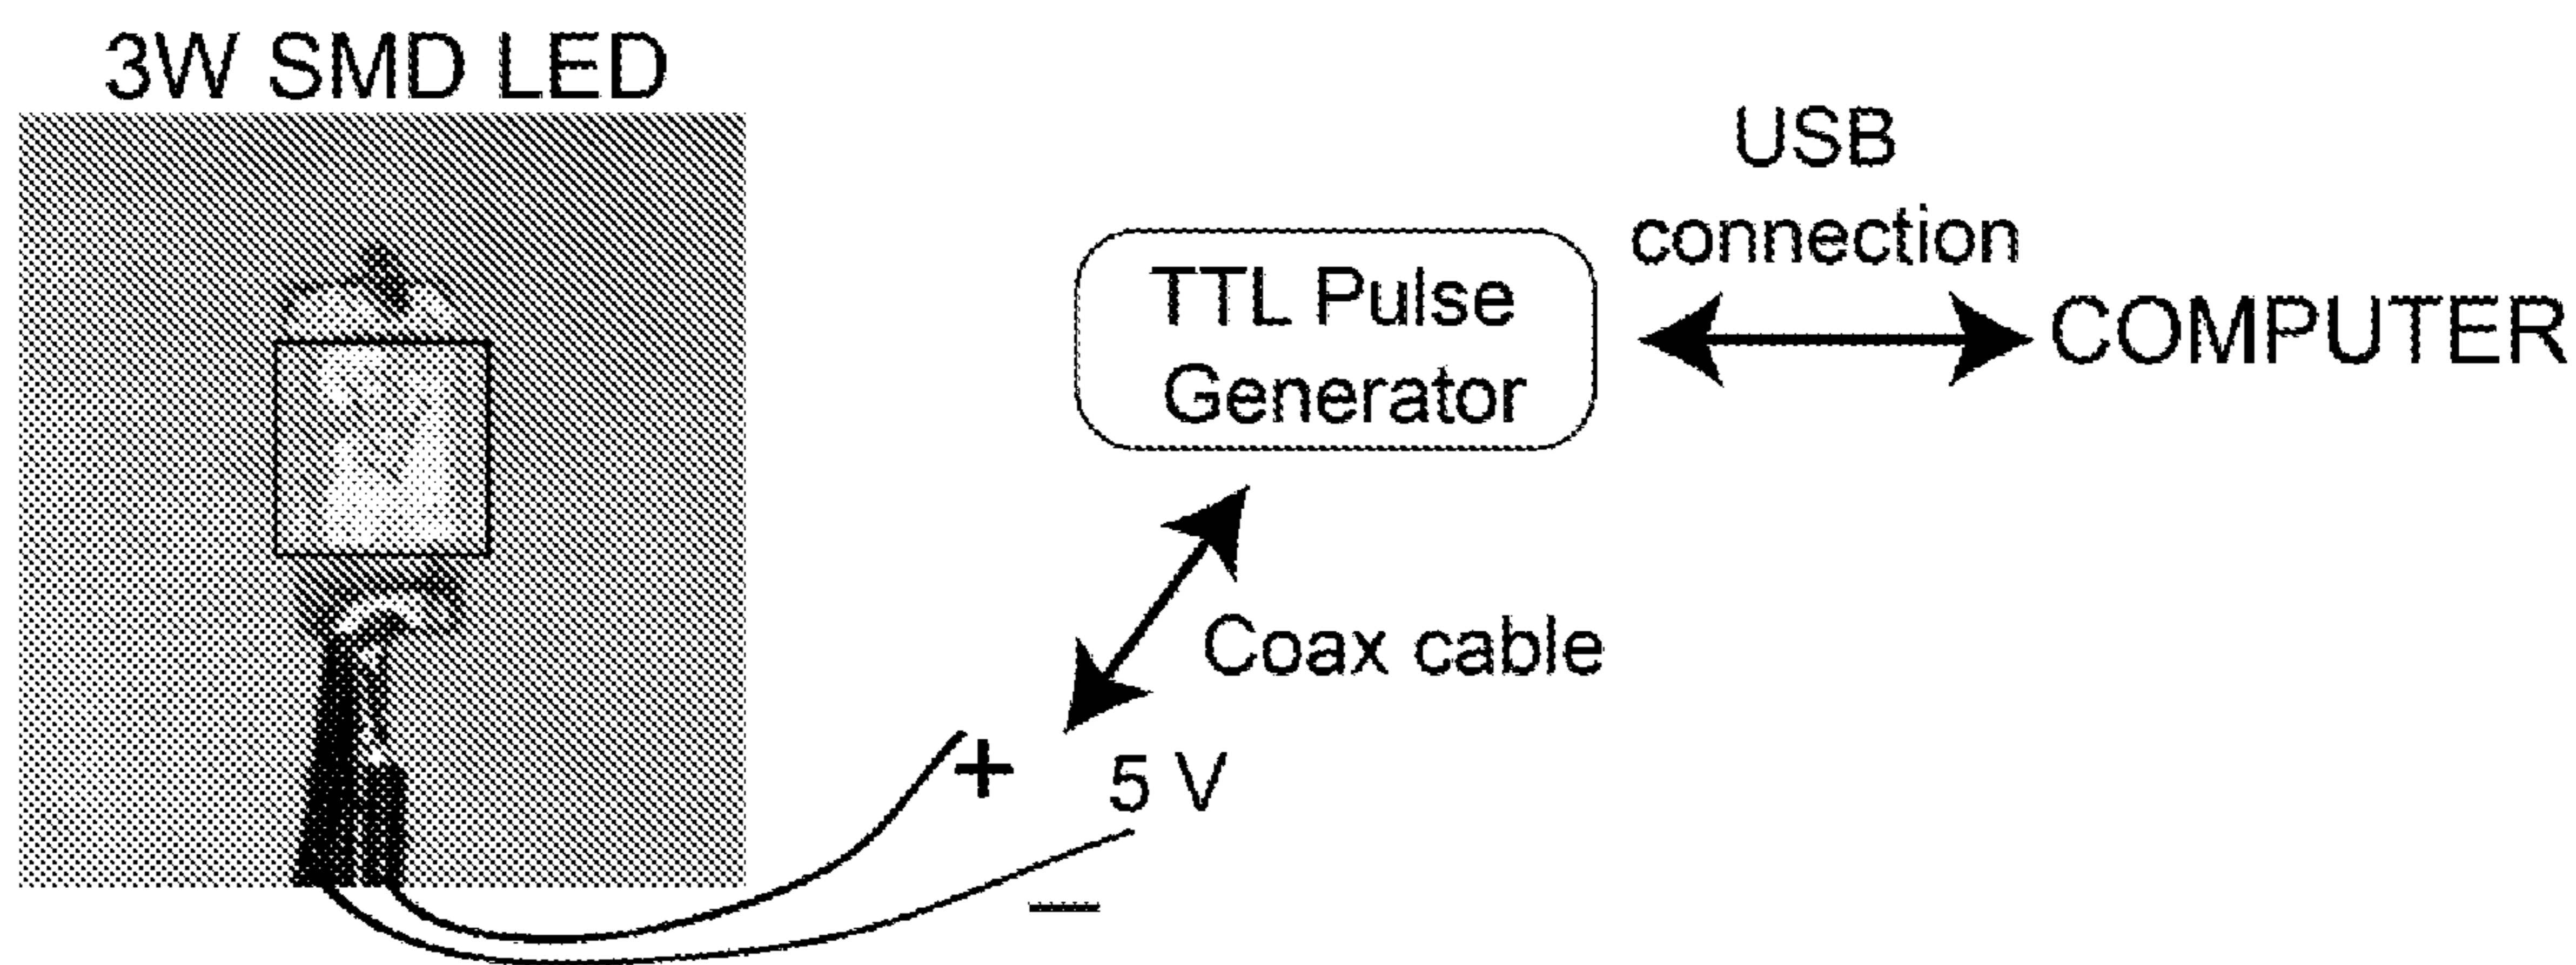 3W SMD LED
USB
connection
TTL Pulse
Generator
COMPUTER
Coax cable
+
5 V
−